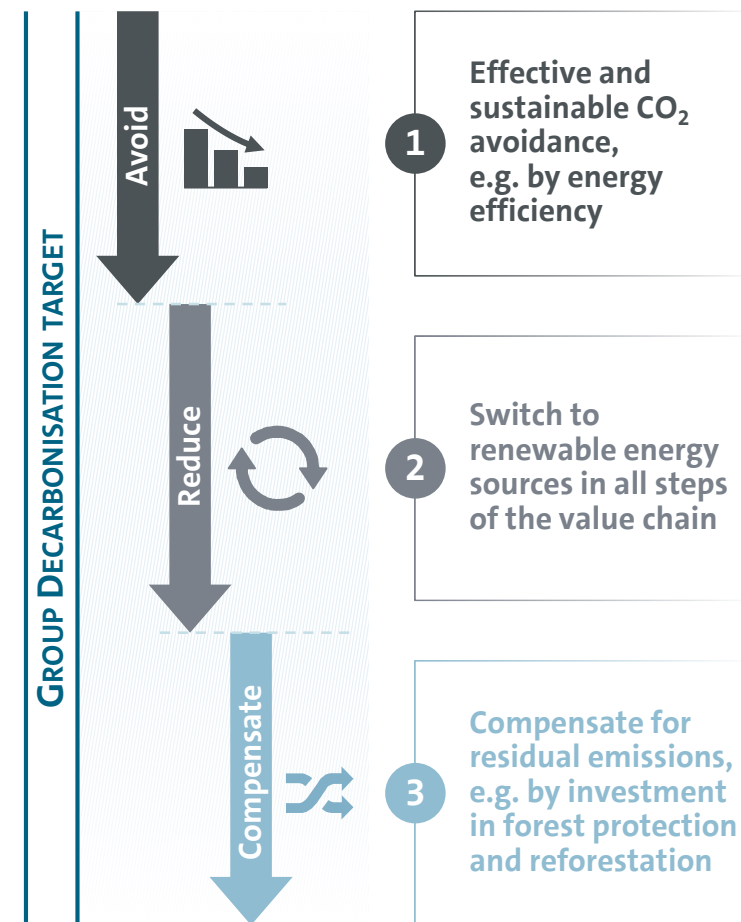 GROUP DECARBONISATION TARGET
Avoid
1
Effective and
sustainable CO₂
avoidance,
e.g. by energy
efficiency
Reduce
2
Switch to
renewable energy
sources in all steps
of the value chain
Compensate
3
Compensate for
residual emissions,
e.g. by investment
in forest protection
and reforestation